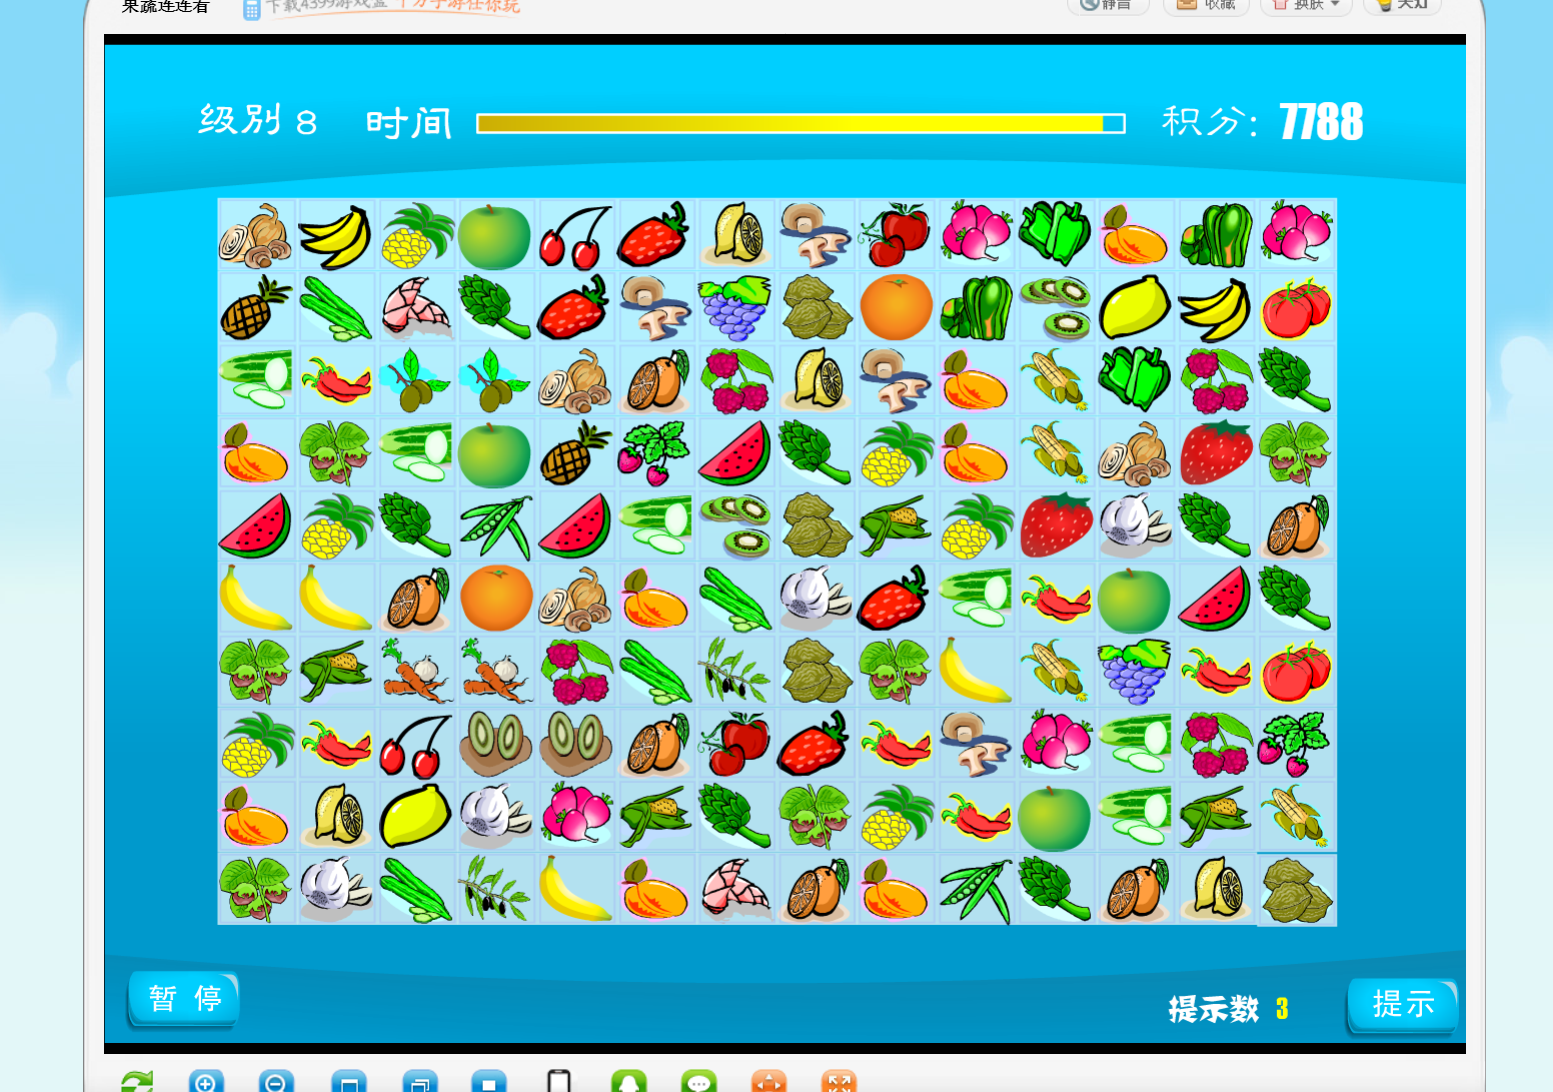 果蔬连连看
下载4399游戏盒 千万手游任你玩
静音
收藏
换肤
关灯
级别 8
时间
积分: 7788
暂 停
提示数 3
提示